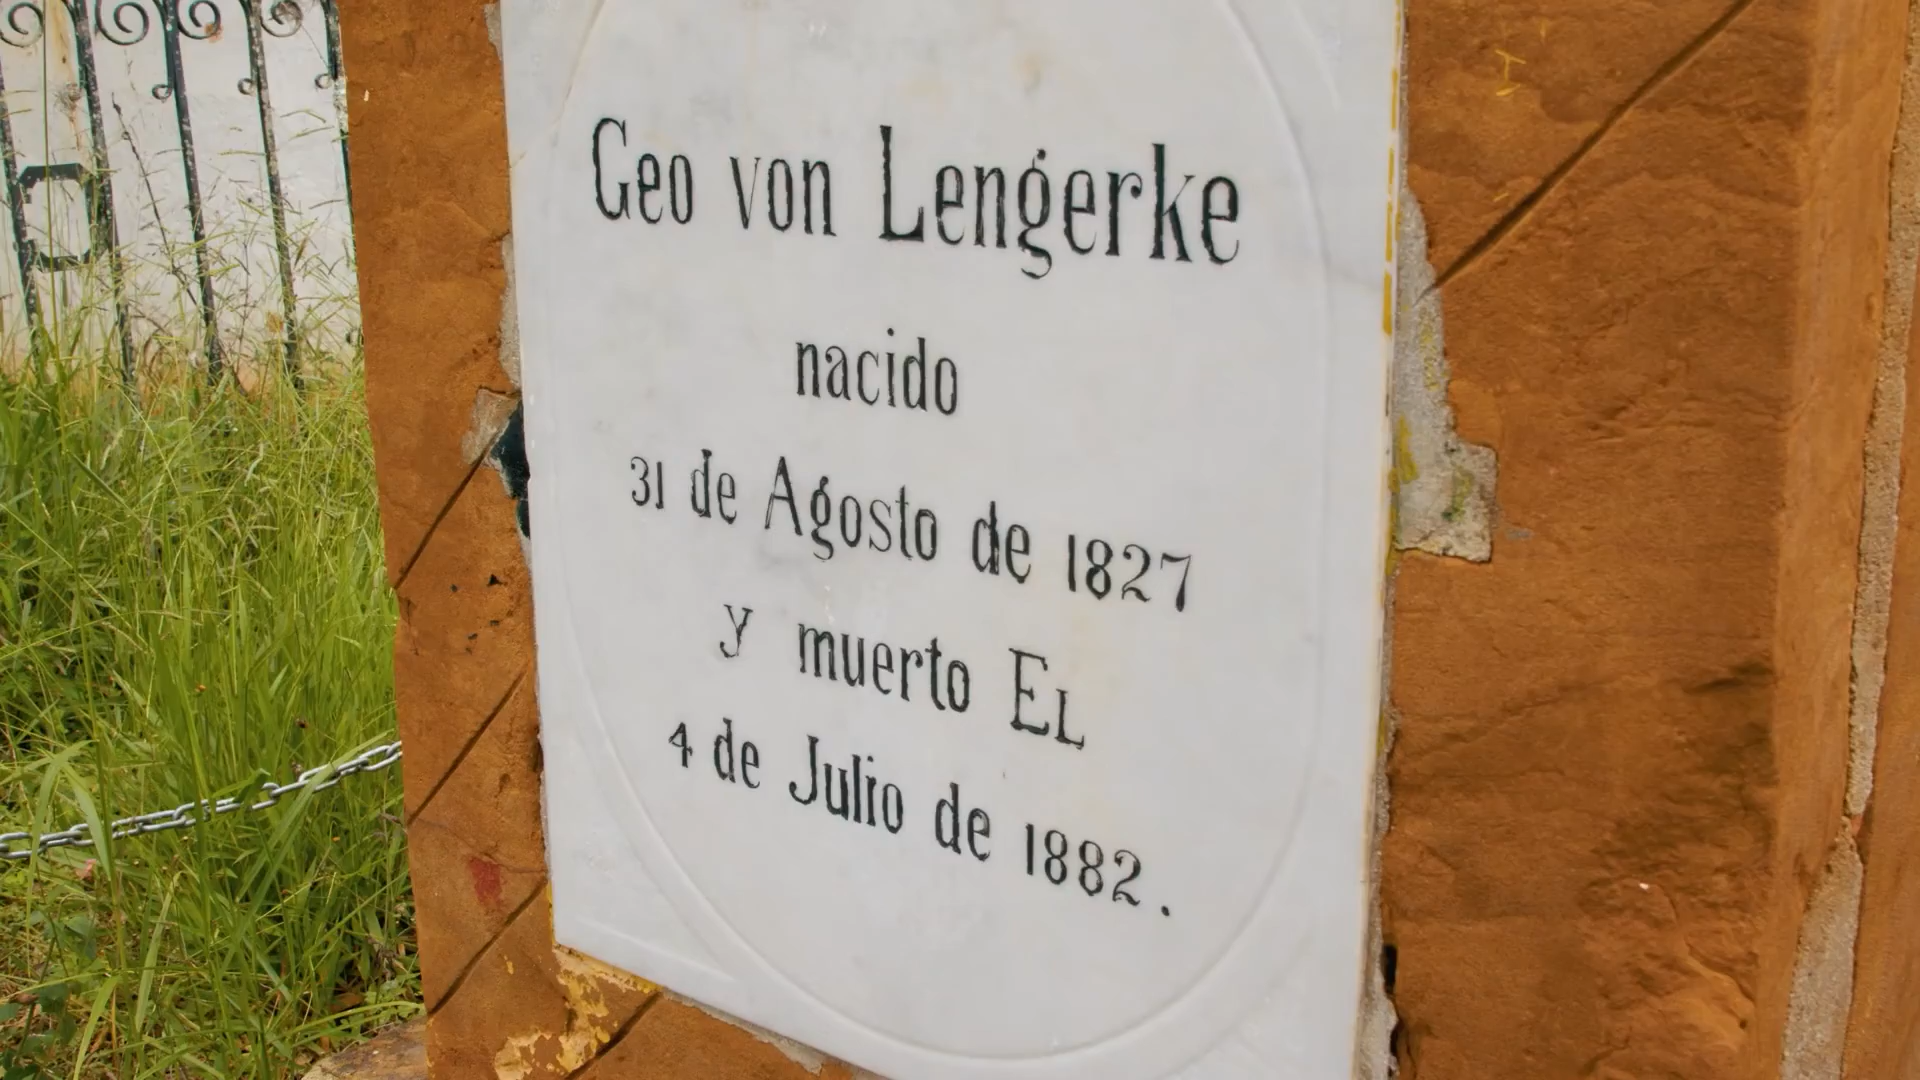 Geo von Lengerke
nacido
31 de Agosto de 1827
y muerto EL
4 de Julio de 1882.